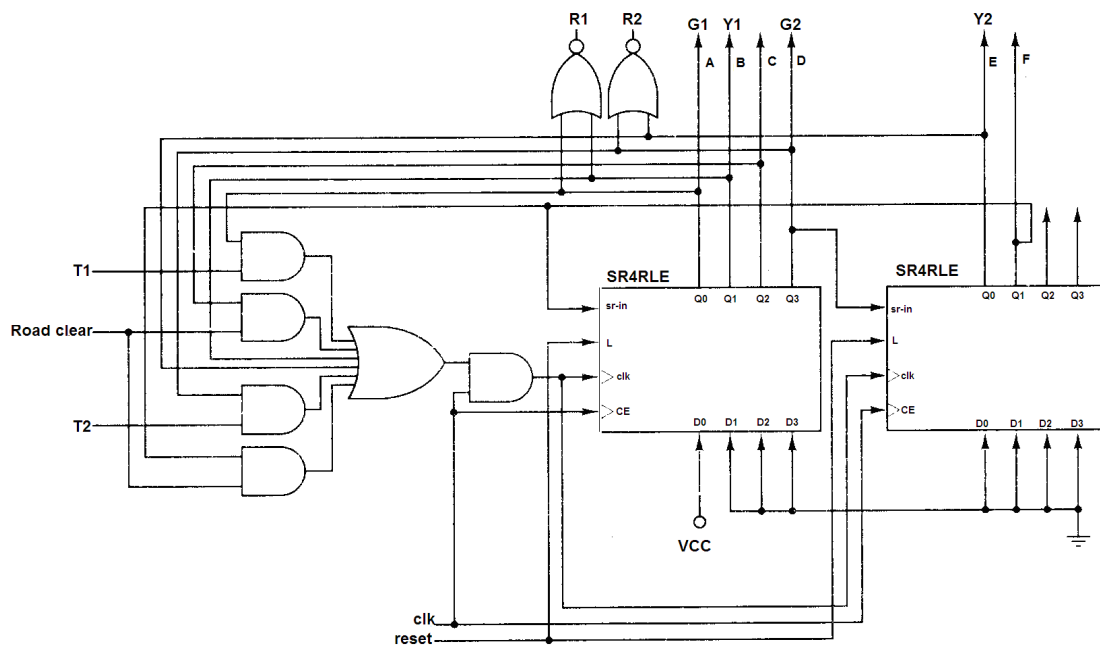 R1 R2 G1 Y1 G2 Y2
A B C D E F
T1
SR4RLE SR4RLE
Q0 Q1 Q2 Q3 Q0 Q1 Q2 Q3
sr-in sr-in
Road clear
L L
clk clk
CE CE
T2
D0 D1 D2 D3 D0 D1 D2 D3
VCC
clk
reset